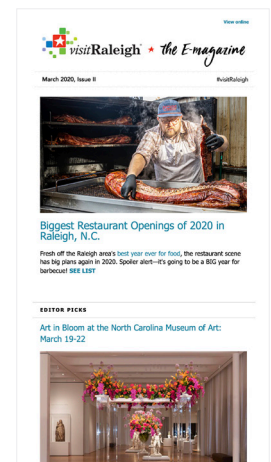 View online
visitRaleigh ★ the E-magazine
March 2020, Issue II
#visitRaleigh
Biggest Restaurant Openings of 2020 in
Raleigh, N.C.
Fresh off the Raleigh area's best year ever for food, the restaurant scene
has big plans again in 2020. Spoiler alert—it's going to be a BIG year for
barbecue! SEE LIST
EDITOR PICKS
Art in Bloom at the North Carolina Museum of Art:
March 19-22